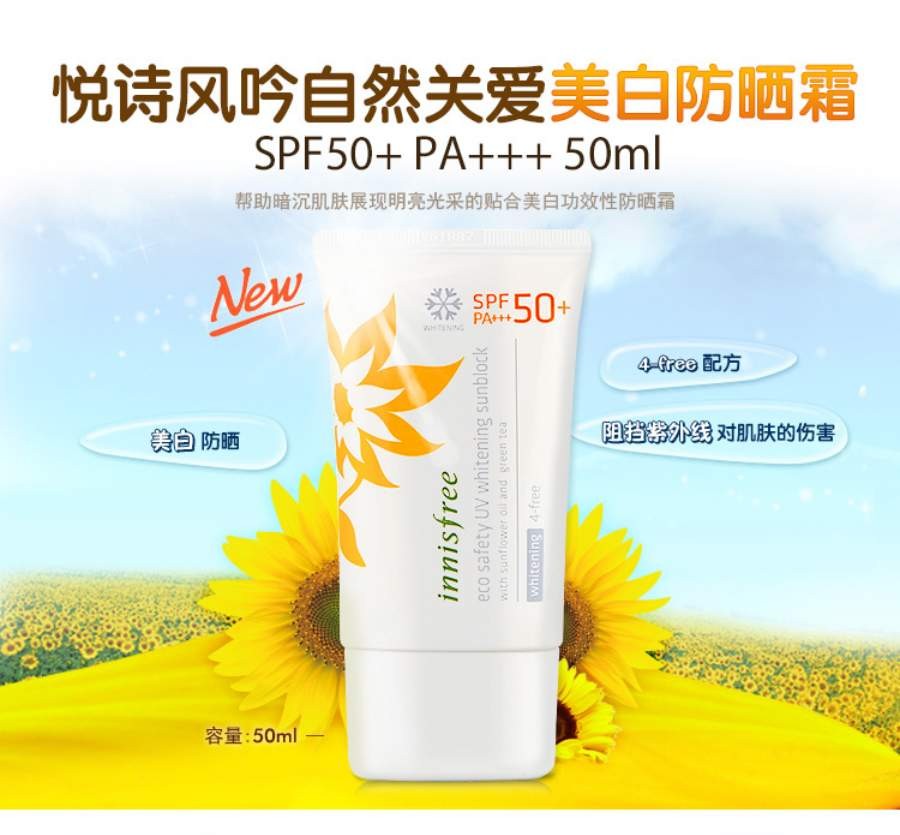 悦诗风吟自然关爱美白防晒霜
SPF50+ PA+++ 50ml
帮助暗沉肌肤展现明亮光采的贴合美白功效性防晒霜
New
WHITENING
SPF 50+
PA+++
4-free 配方
美白 防晒
阻挡紫外线 对肌肤的伤害
innisfree
eco safety UV whitening sunblock
with sunflower oil and green tea
whitening 4-free
容量: 50ml